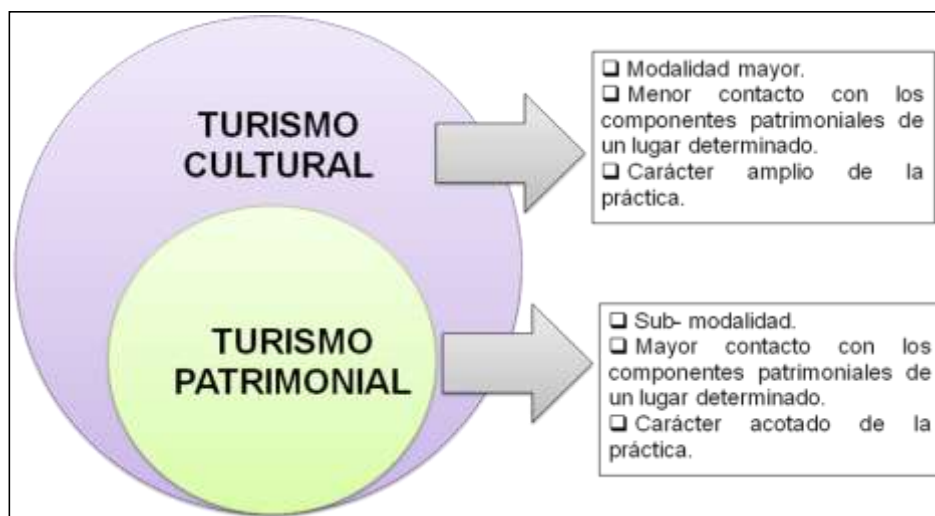 TURISMO
CULTURAL
❑ Modalidad mayor.
❑ Menor contacto con los
componentes patrimoniales de
un lugar determinado.
❑ Carácter amplio de la
práctica.
TURISMO
PATRIMONIAL
❑ Sub- modalidad.
❑ Mayor contacto con los
componentes patrimoniales de
un lugar determinado.
❑ Carácter acotado de la
práctica.